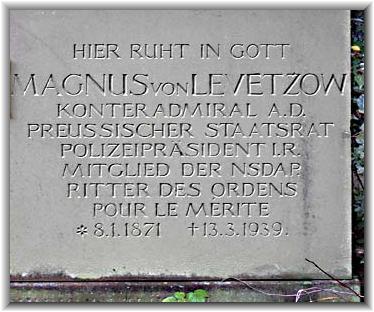 HIER RUHT IN GOTT
MAGNUS VON LEVETZOW
KONTERADMIRAL A.D.
PREUSSISCHER STAATSRAT
POLIZEIPRÄSIDENT I.R.
MITGLIED DER NSDAP.
RITTER DES ORDENS
POUR LE MERITE
*8.1.1871 †13.3.1939.